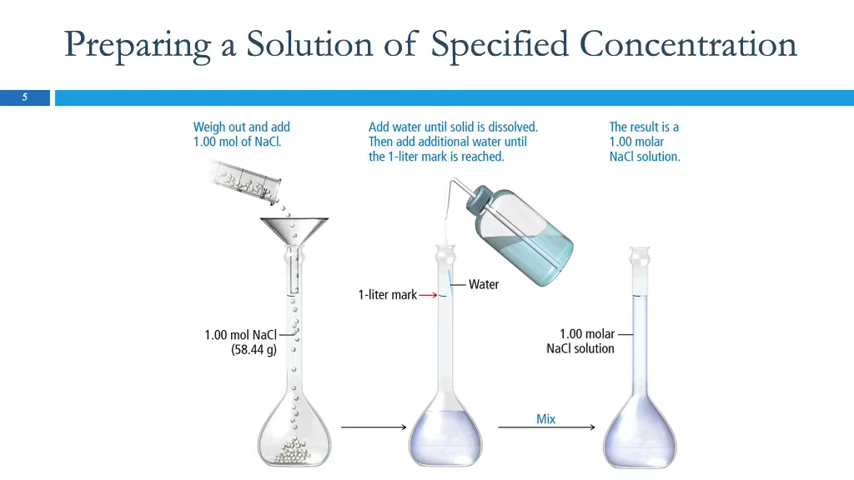 Preparing a Solution of Specified Concentration
5
Weigh out and add
1.00 mol of NaCl.
Add water until solid is dissolved.
Then add additional water until
the 1-liter mark is reached.
The result is a
1.00 molar
NaCl solution.
Water
1-liter mark
1.00 mol NaCl
(58.44 g)
1.00 molar
NaCl solution
Mix